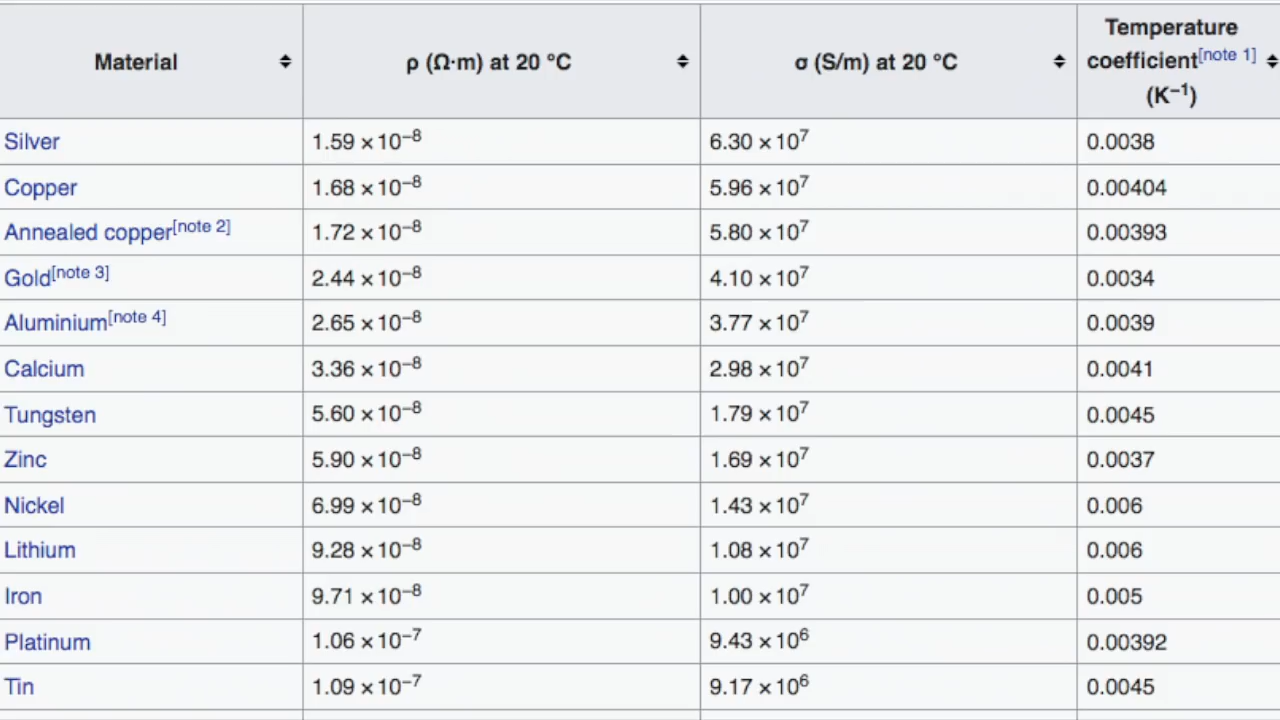 Material ρ (Ω·m) at 20 °C σ (S/m) at 20 °C Temperature coefficient[note 1] (K−1)
Silver 1.59 ×10−8 6.30 ×107 0.0038
Copper 1.68 ×10−8 5.96 ×107 0.00404
Annealed copper[note 2] 1.72 ×10−8 5.80 ×107 0.00393
Gold[note 3] 2.44 ×10−8 4.10 ×107 0.0034
Aluminium[note 4] 2.65 ×10−8 3.77 ×107 0.0039
Calcium 3.36 ×10−8 2.98 ×107 0.0041
Tungsten 5.60 ×10−8 1.79 ×107 0.0045
Zinc 5.90 ×10−8 1.69 ×107 0.0037
Nickel 6.99 ×10−8 1.43 ×107 0.006
Lithium 9.28 ×10−8 1.08 ×107 0.006
Iron 9.71 ×10−8 1.00 ×107 0.005
Platinum 1.06 ×10−7 9.43 ×106 0.00392
Tin 1.09 ×10−7 9.17 ×106 0.0045